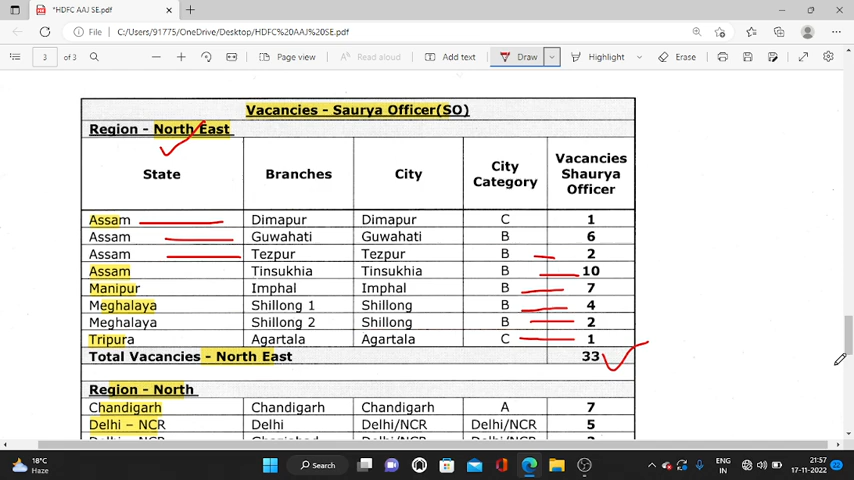 *HDFC AAJ SE.pdf
File | C:/Users/91775/OneDrive/Desktop/HDFC%20AAJ%20SE.pdf
3 of 3 Page view Read aloud Add text Draw Highlight Erase
Vacancies - Saurya Officer(SO)
Region - North East
State Branches City City Category Vacancies Shaurya Officer
Assam Dimapur Dimapur C 1
Assam Guwahati Guwahati B 6
Assam Tezpur Tezpur B 2
Assam Tinsukhia Tinsukhia B 10
Manipur Imphal Imphal B 7
Meghalaya Shillong 1 Shillong B 4
Meghalaya Shillong 2 Shillong B 2
Tripura Agartala Agartala C 1
Total Vacancies - North East 33
Region - North
Chandigarh Chandigarh Chandigarh A 7
Delhi – NCR Delhi Delhi/NCR Delhi/NCR 5
18°C
Haze
Search
ENG
IN
21:57
17-11-2022